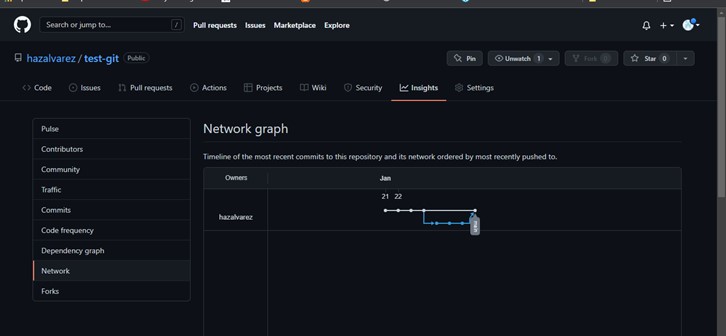 Search or jump to...
/
Pull requests
Issues
Marketplace
Explore
hazalvarez / test-git
Public
Pin
Unwatch 1
Fork 0
Star 0
Code
Issues
Pull requests
Actions
Projects
Wiki
Security
Insights
Settings
Pulse
Contributors
Community
Traffic
Commits
Code frequency
Dependency graph
Network
Forks
Network graph
Timeline of the most recent commits to this repository and its network ordered by most recently pushed to.
Owners
Jan
21 22
hazalvarez
main